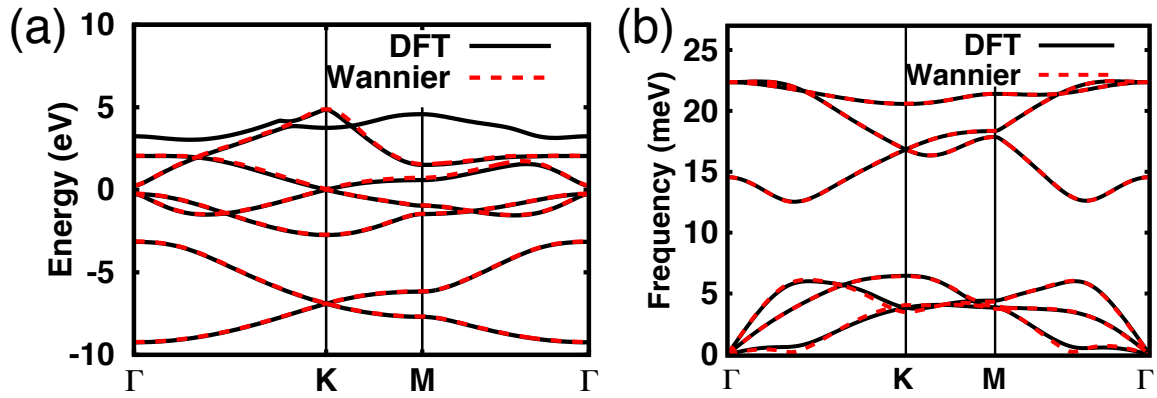 (a)
Energy (eV)
10
5
0
-5
-10
DFT
Wannier
Γ K M Γ
(b)
Frequency (meV)
25
20
15
10
5
0
DFT
Wannier
Γ K M Γ